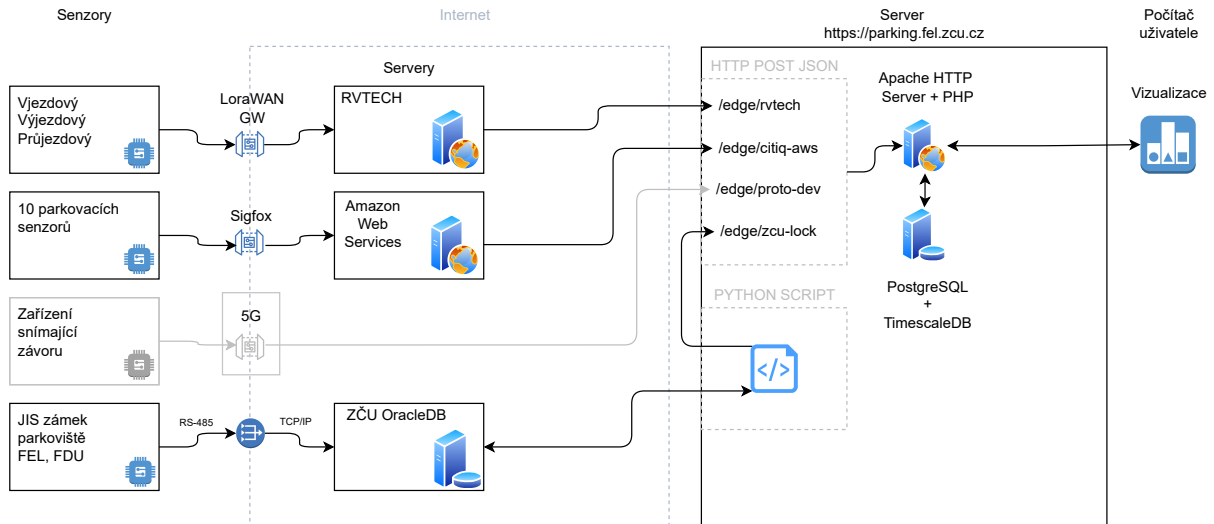 Senzory
Internet
Server
https://parking.fel.zcu.cz
Počítač
uživatele
Servery
Vjezdový
Výjezdový
Průjezdový
LoraWAN
GW
RVTECH
HTTP POST JSON
/edge/rvtech
/edge/citiq-aws
/edge/proto-dev
/edge/zcu-lock
Apache HTTP
Server + PHP
Vizualizace
10 parkovacích
senzorů
Sigfox
Amazon
Web
Services
PostgreSQL
+
TimescaleDB
Zařízení
snímající
závoru
5G
PYTHON SCRIPT
</>
JIS zámek
parkoviště
FEL, FDU
RS-485
TCP/IP
ZČU OracleDB